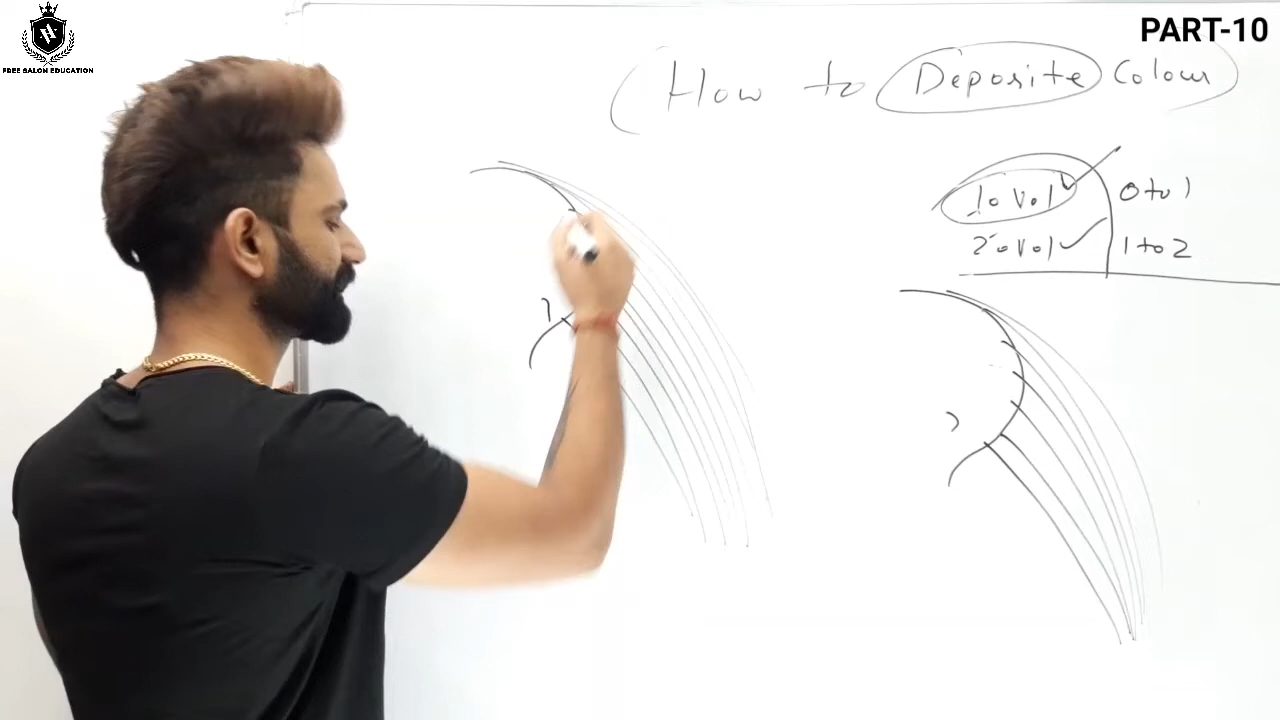 FREE SALON EDUCATION
PART-10
(How to Deposite Colour)
10 Vol 0 to 1
20 Vol 1 to 2